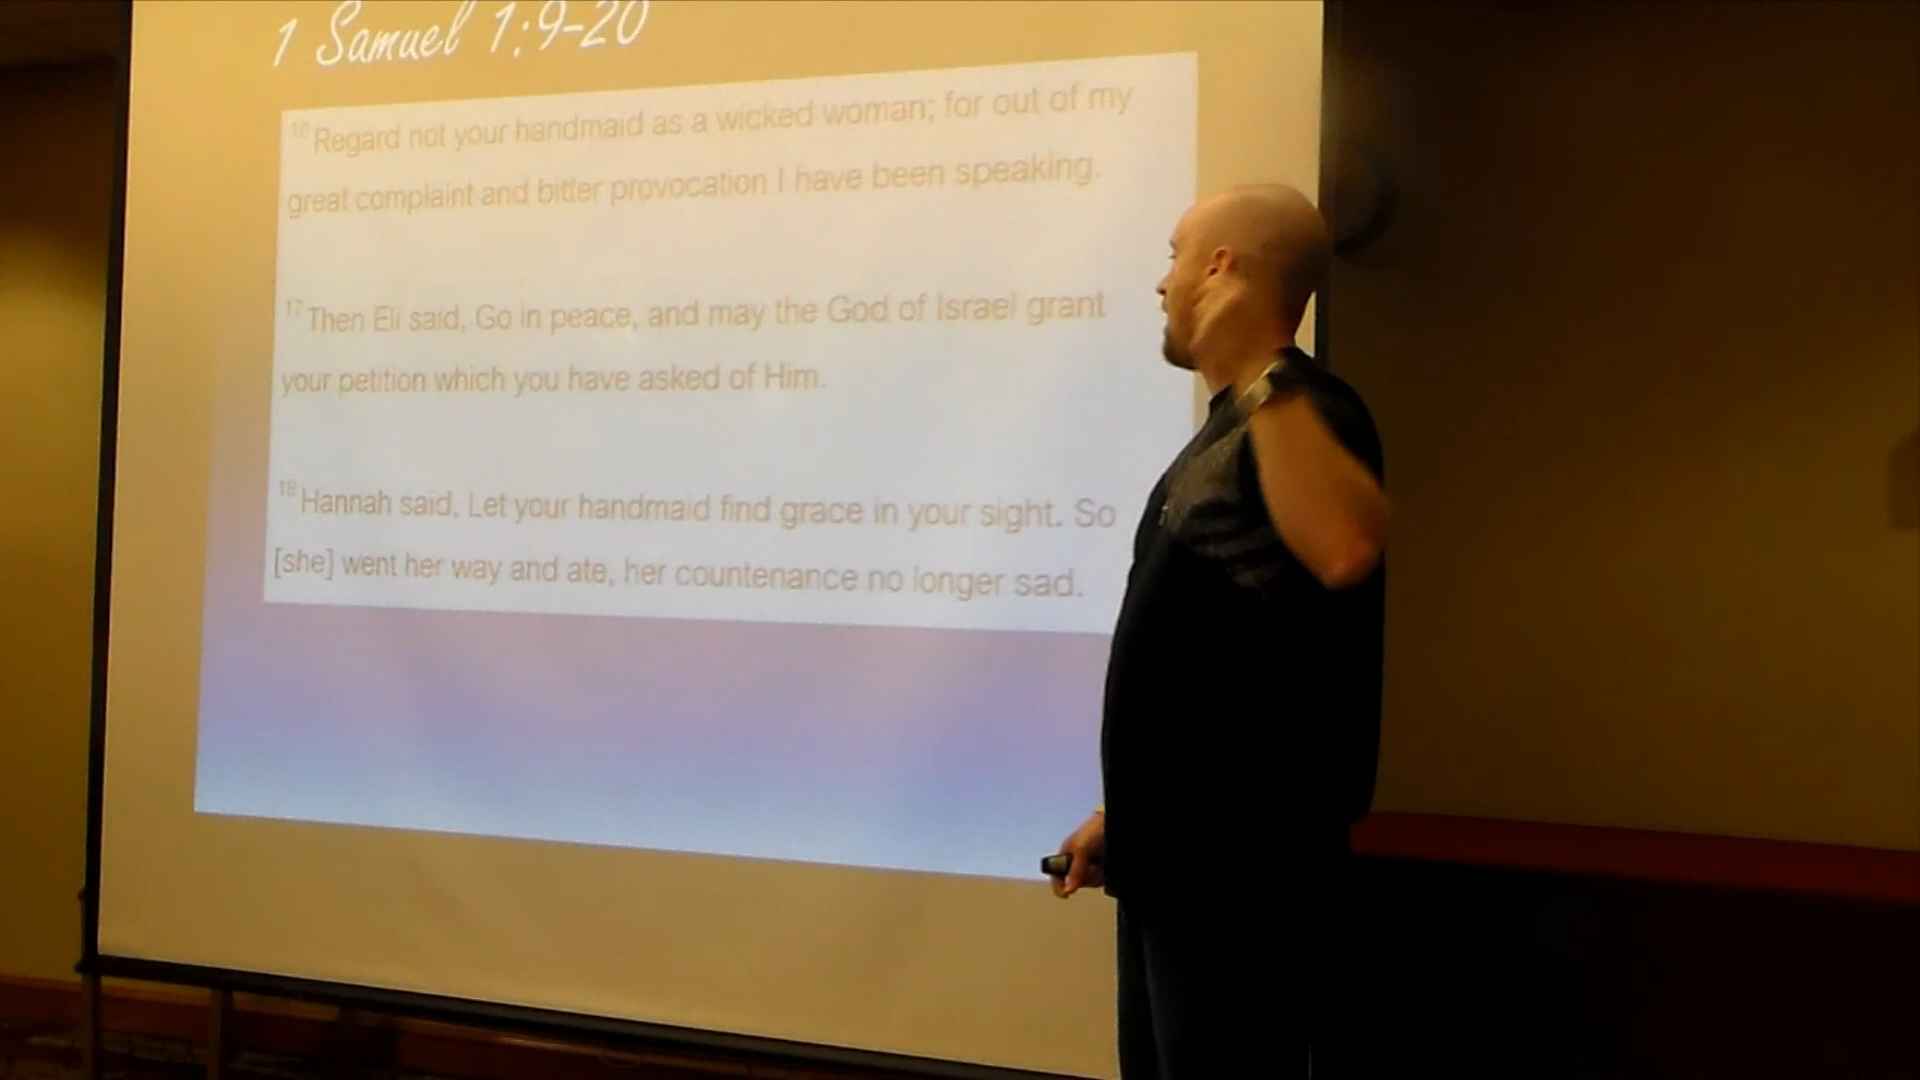 1 Samuel 1:9-20
16 Regard not your handmaid as a wicked woman; for out of my
great complaint and bitter provocation I have been speaking.
17 Then Eli said, Go in peace, and may the God of Israel grant
your petition which you have asked of Him.
18 Hannah said, Let your handmaid find grace in your sight. So
[she] went her way and ate, her countenance no longer sad.